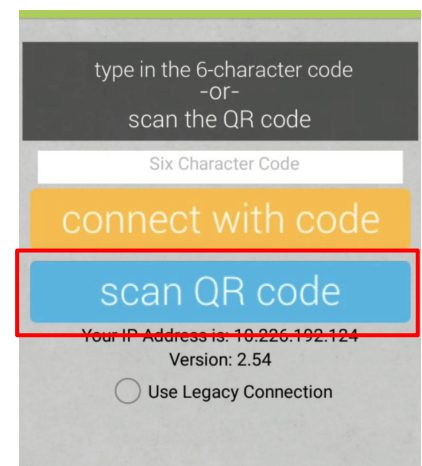 type in the 6-character code
-or-
scan the QR code
Six Character Code
connect with code
scan QR code
Your IP Address is: 10.226.192.124
Version: 2.54
Use Legacy Connection